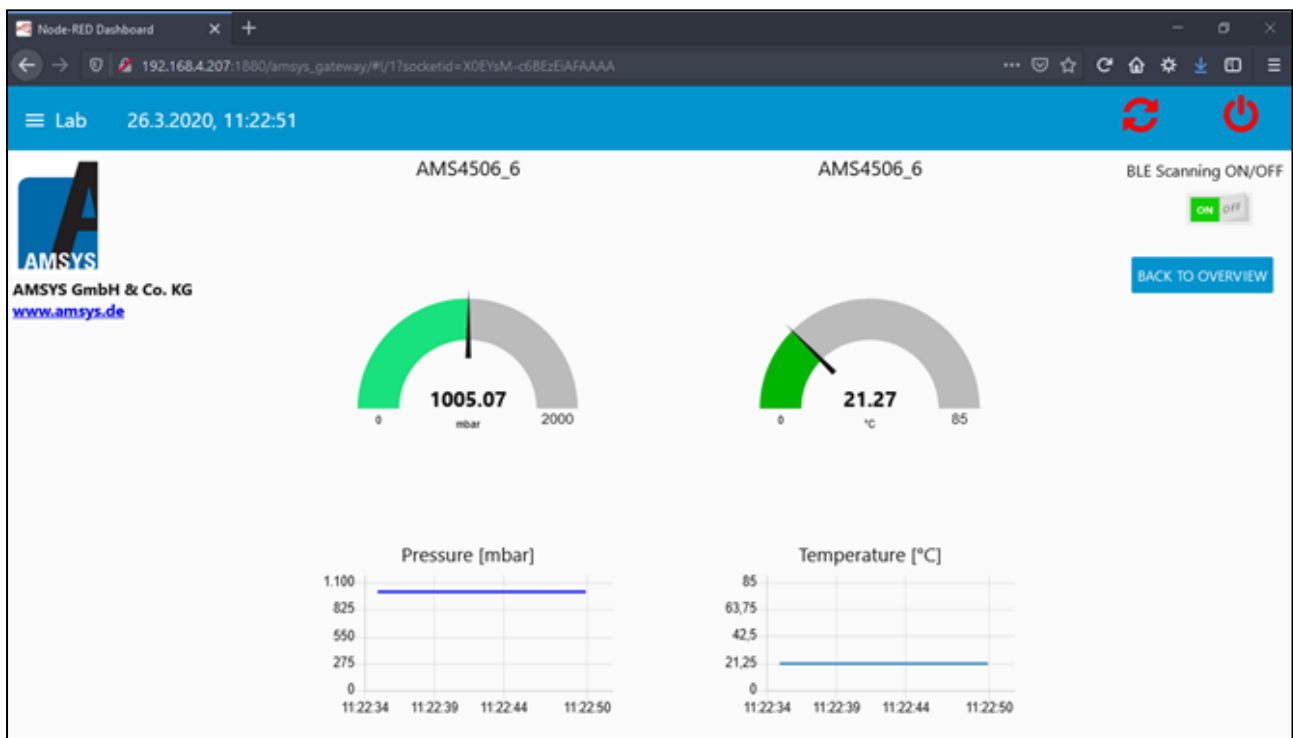 Node-RED Dashboard
192.168.4.207:1880/amsys_gateway/#!/1?socketid=X0EYsM-c6BEzEiAFAAAA
Lab 26.3.2020, 11:22:51
AMS4506_6 AMS4506_6 BLE Scanning ON/OFF
ON OFF
AMSYS
BACK TO OVERVIEW
AMSYS GmbH & Co. KG
www.amsys.de
1005.07
0 mbar 2000
21.27
0 °C 85
Pressure [mbar]
1.100
825
550
275
0
11:22:34 11:22:39 11:22:44 11:22:50
Temperature [°C]
85
63,75
42,5
21,25
0
11:22:34 11:22:39 11:22:44 11:22:50